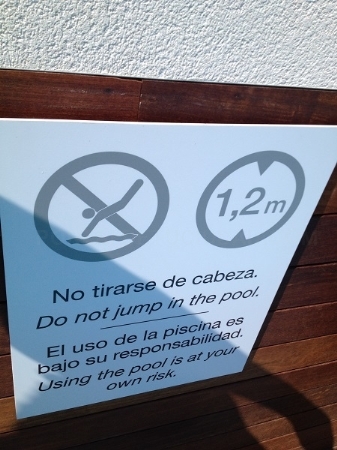 1,2m
No tirarse de cabeza.
Do not jump in the pool.
El uso de la piscina es
bajo su responsabilidad.
Using the pool is at your
own risk.